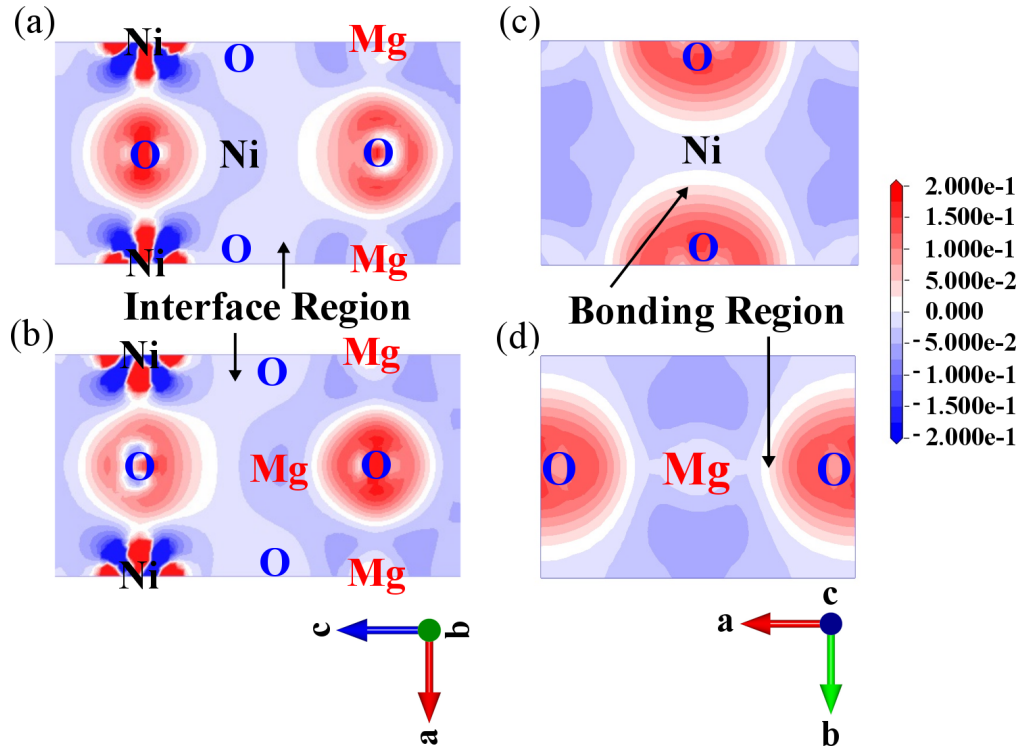 (a)
Ni
O
Mg
O
Ni
O
Ni
O
Mg
Interface Region
(b)
Ni
Mg
O
O
Mg
O
Ni
O
Mg
c
b
a
(c)
O
Ni
O
Bonding Region
(d)
O
Mg
O
c
a
b
2.000e-1
1.500e-1
1.000e-1
5.000e-2
0.000
-5.000e-2
-1.000e-1
-1.500e-1
-2.000e-1